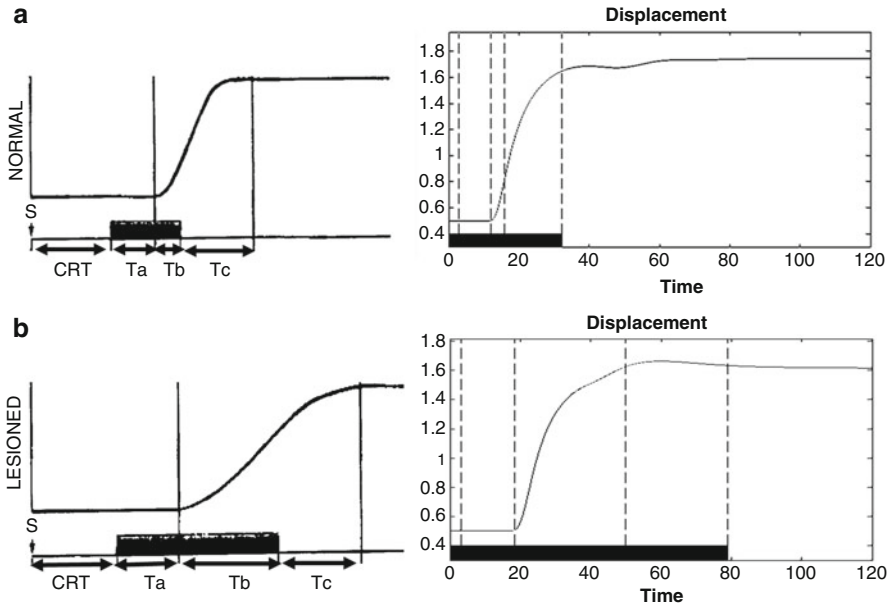 a
NORMAL
S
CRT Ta Tb Tc
Displacement
1.8
1.6
1.4
1.2
1
0.8
0.6
0.4
0 20 40 60 80 100 120
Time
b
LESIONED
S
CRT Ta Tb Tc
Displacement
1.8
1.6
1.4
1.2
1
0.8
0.6
0.4
0 20 40 60 80 100 120
Time